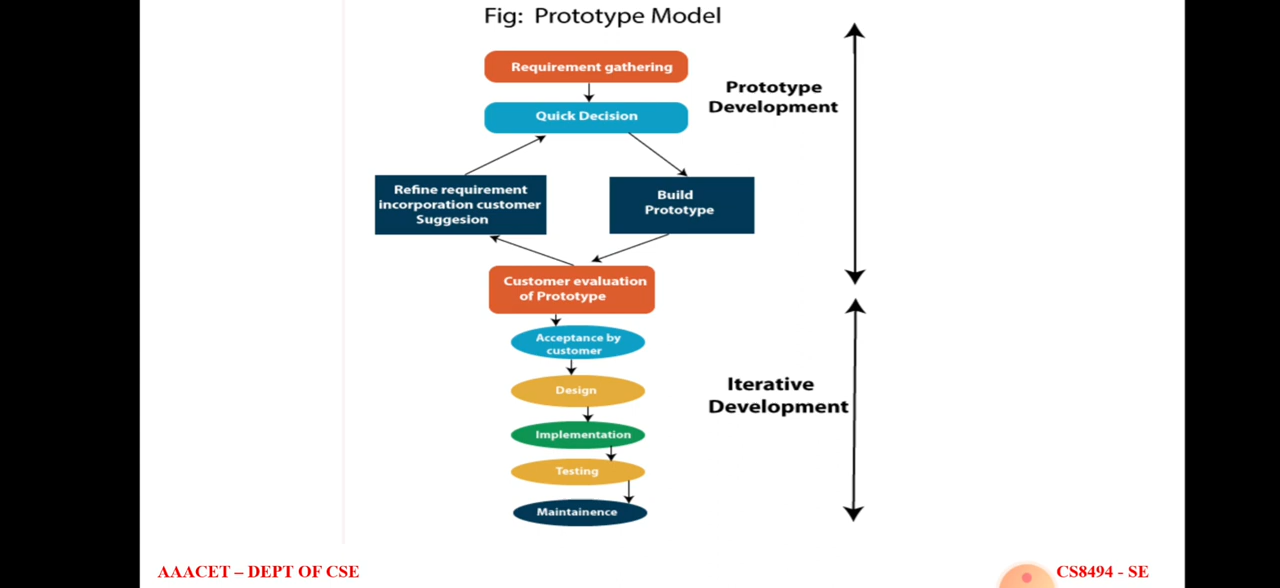 Fig: Prototype Model
Requirement gathering
Prototype
Development
Quick Decision
Refine requirement
incorporation customer
Suggesion
Build
Prototype
Customer evaluation
of Prototype
Acceptance by
customer
Design
Iterative
Development
Implementation
Testing
Maintainence
AAACET – DEPT OF CSE
CS8494 - SE